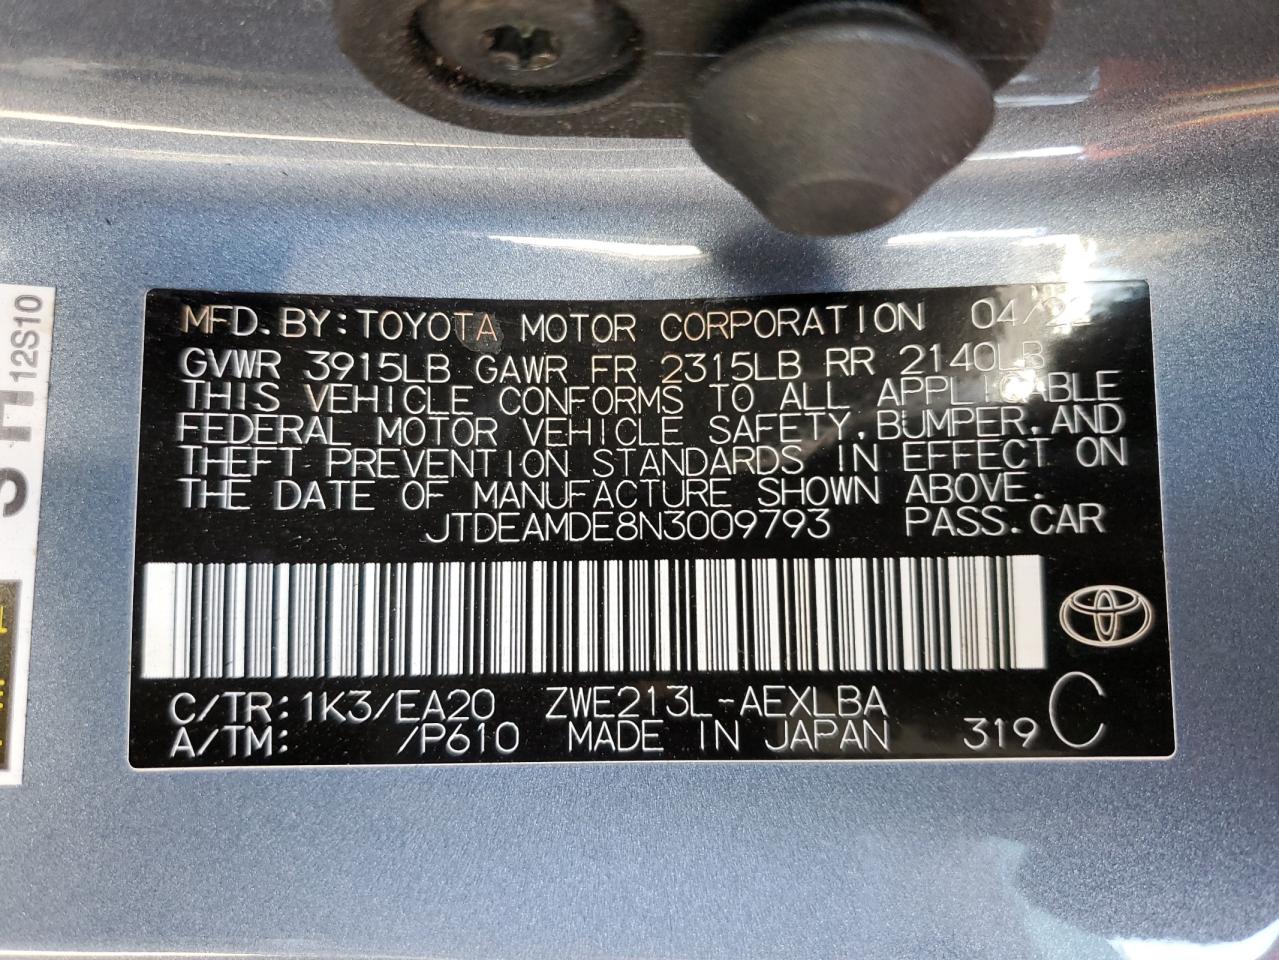 MFD.BY:TOYOTA MOTOR CORPORATION 04/22
GVWR 3915LB GAWR FR 2315LB RR 2140LB
THIS VEHICLE CONFORMS TO ALL APPLICABLE
FEDERAL MOTOR VEHICLE SAFETY,BUMPER,AND
THEFT PREVENTION STANDARDS IN EFFECT ON
THE DATE OF MANUFACTURE SHOWN ABOVE.
JTDEAMDE8N3009793 PASS.CAR
C/TR:1K3/EA20 ZWE213L-AEXLBA
A/TM: /P610 MADE IN JAPAN 319 C
12S10